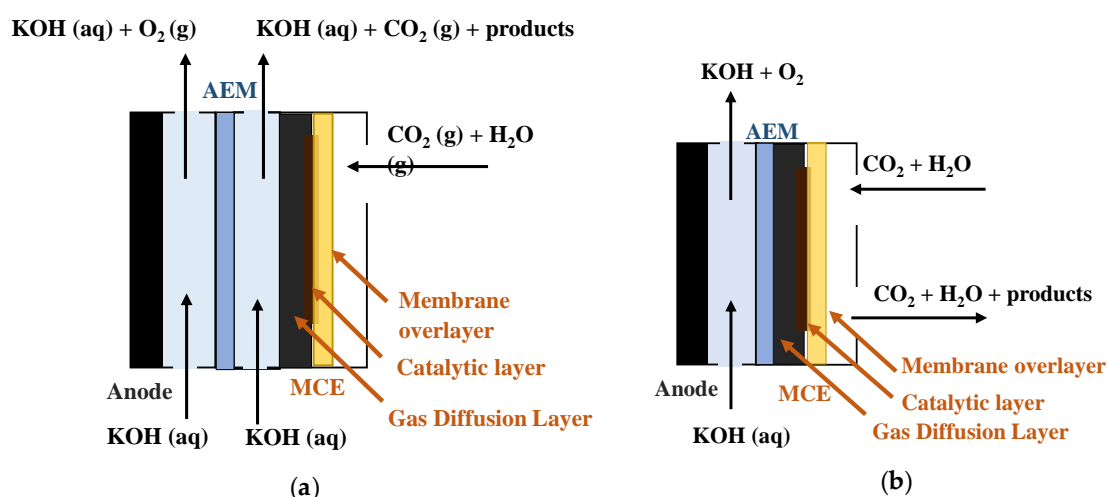 KOH (aq) + O2 (g)
KOH (aq) + CO2 (g) + products
AEM
CO2 (g) + H2O
(g)
Membrane
overlayer
Catalytic layer
Gas Diffusion Layer
MCE
Anode
KOH (aq)
KOH (aq)
(a)
KOH + O2
AEM
CO2 + H2O
CO2 + H2O + products
Membrane overlayer
Catalytic layer
Gas Diffusion Layer
MCE
Anode
KOH (aq)
(b)